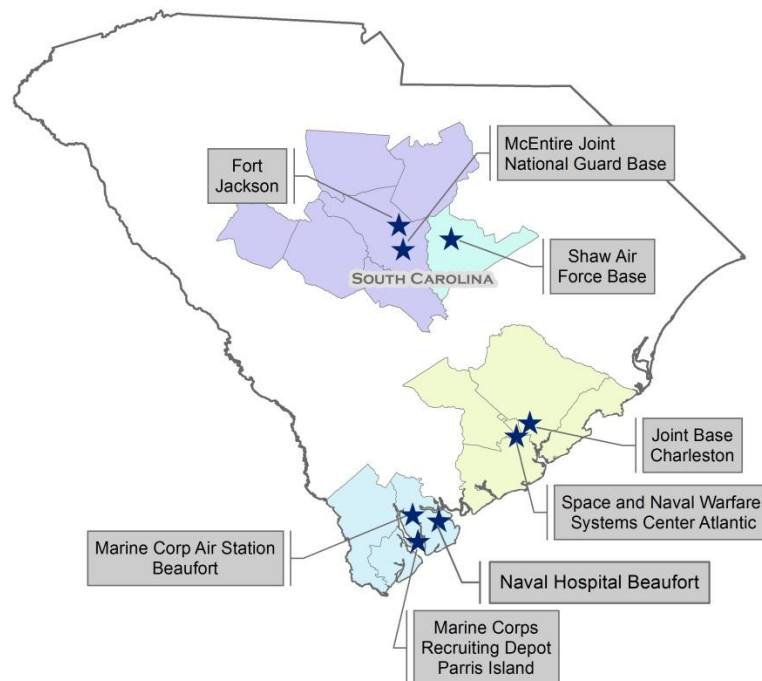 McEntire Joint
National Guard Base
Fort
Jackson
Shaw Air
Force Base
South Carolina
Joint Base
Charleston
Space and Naval Warfare
Systems Center Atlantic
Marine Corp Air Station
Beaufort
Naval Hospital Beaufort
Marine Corps
Recruiting Depot
Parris Island